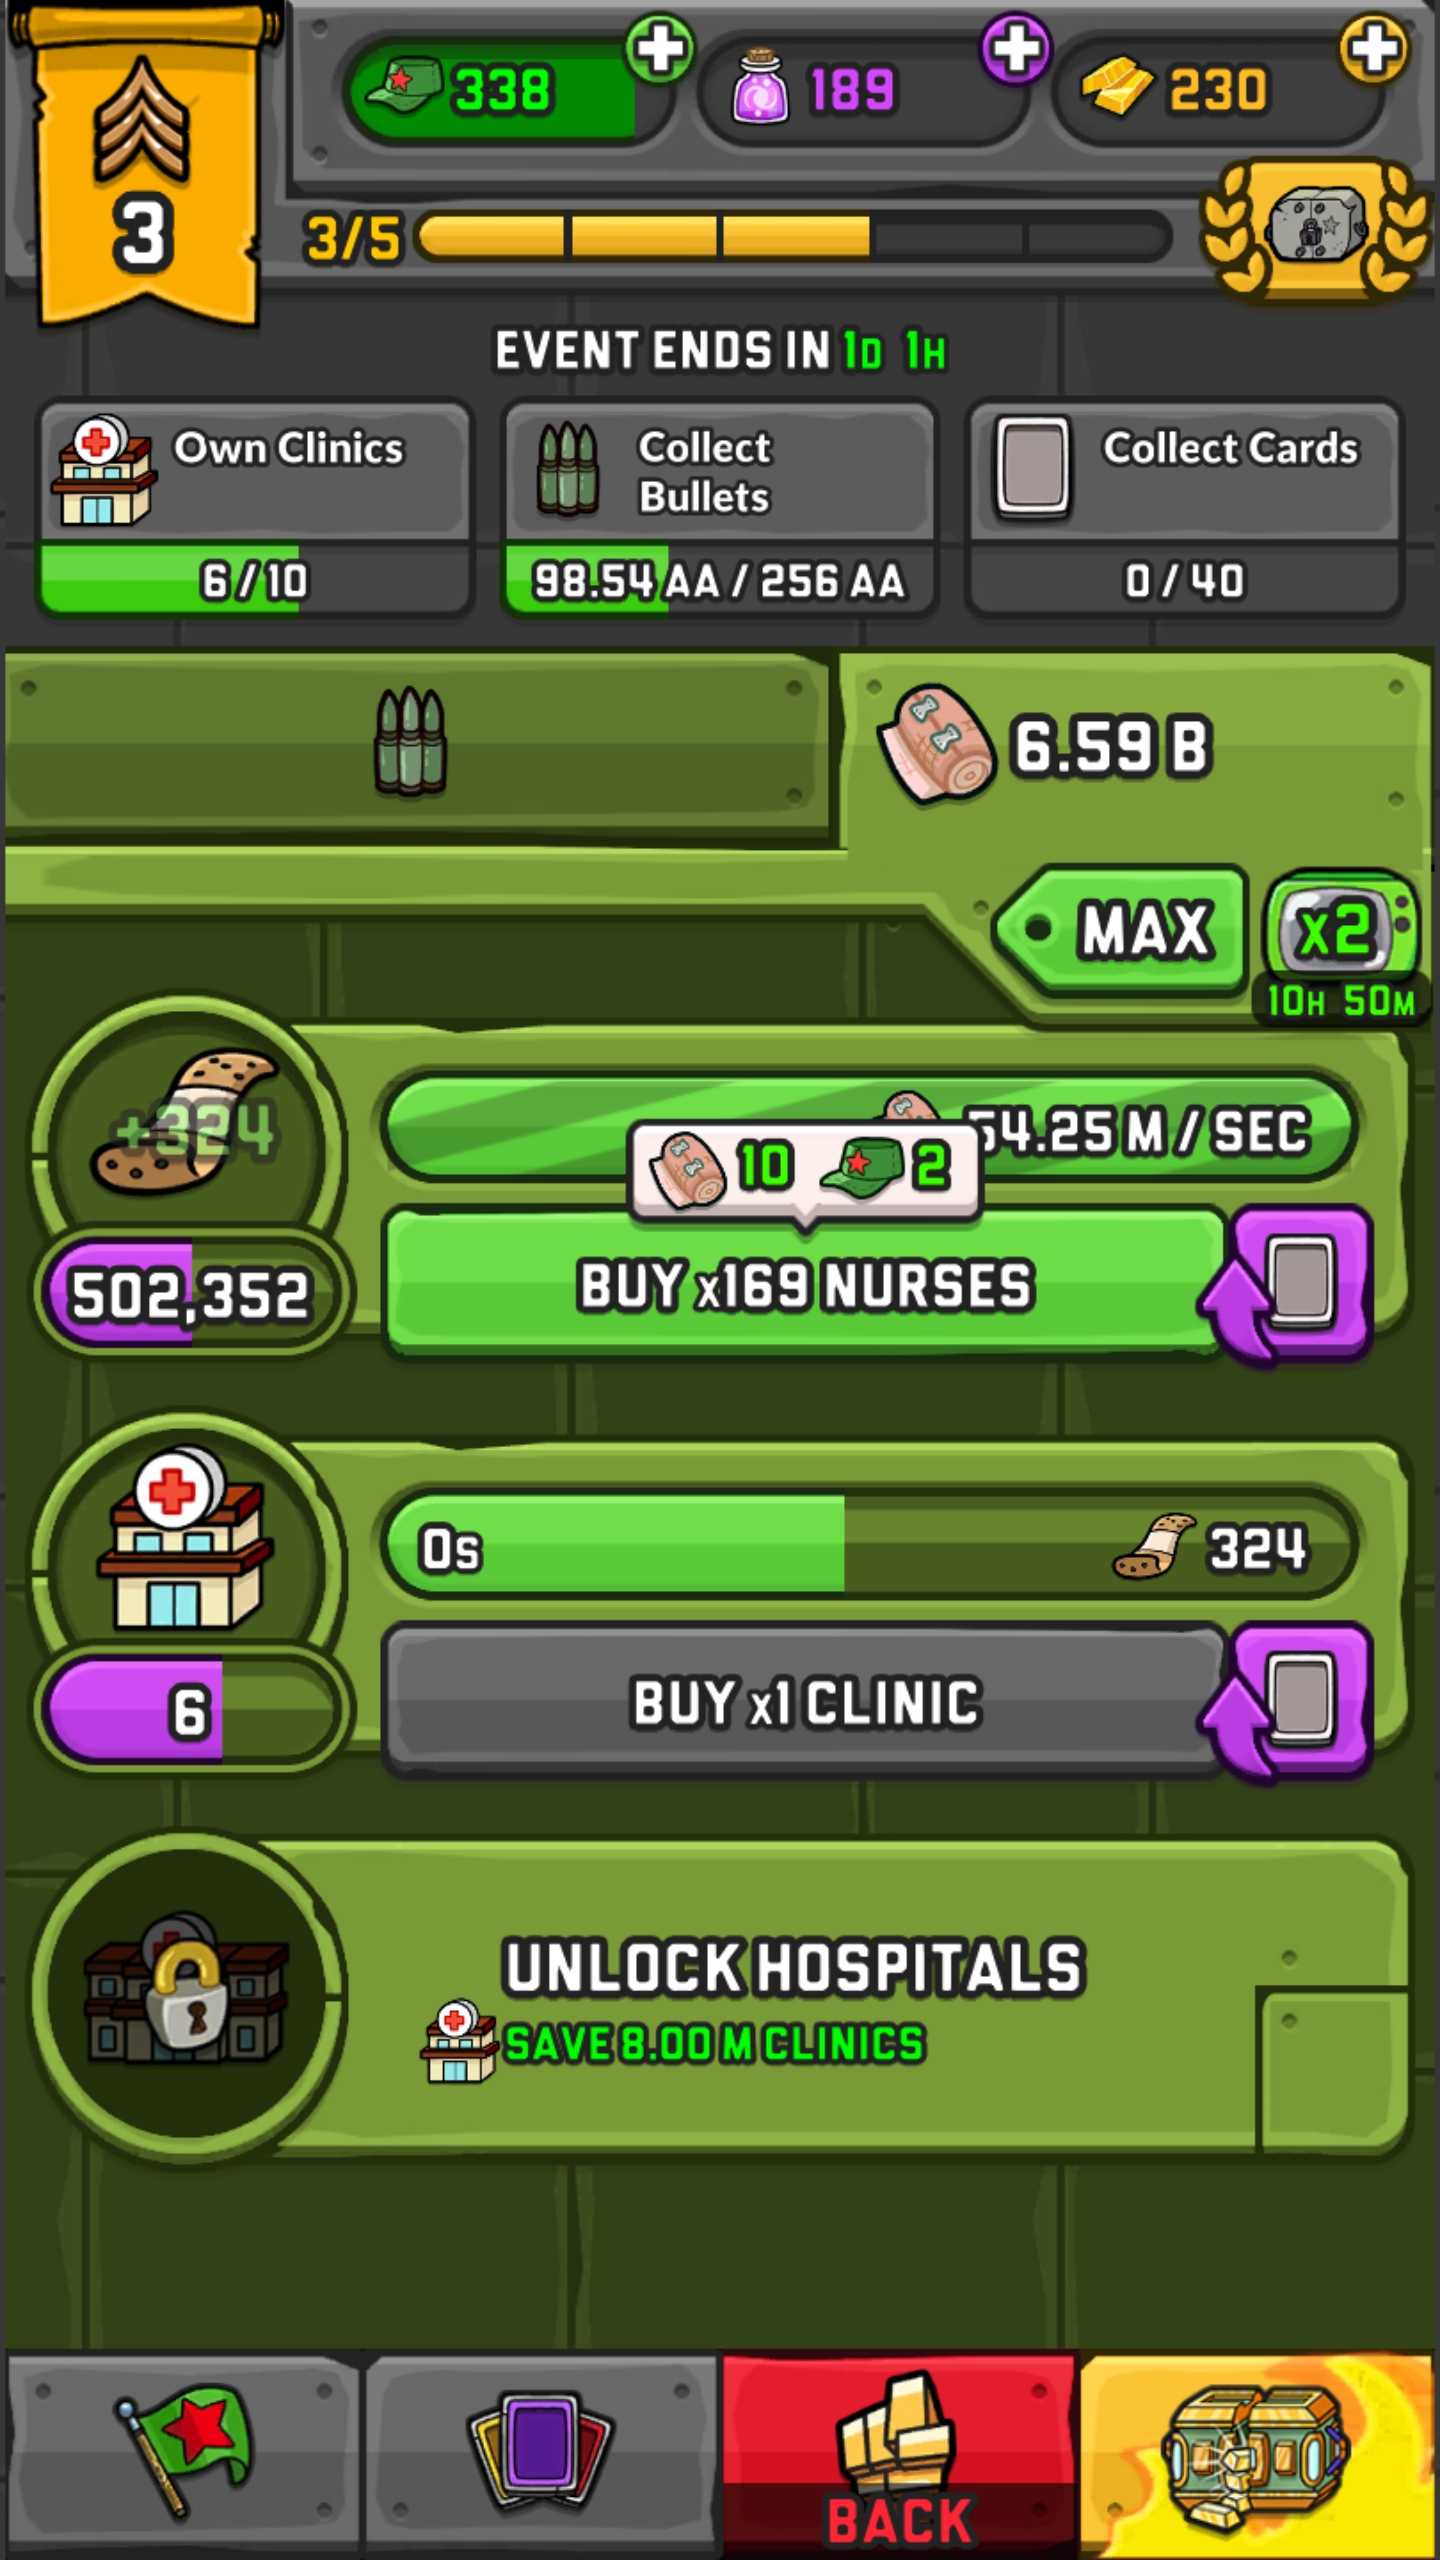 338
189
230
3
3/5
EVENT ENDS IN 1D 1H
Own Clinics
6 / 10
Collect
Bullets
98.54 AA / 256 AA
Collect Cards
0 / 40
6.59 B
MAX
x2
10H 50M
+324
54.25 M / SEC
10 2
502,352
BUY x169 NURSES
0s
324
6
BUY x1 CLINIC
UNLOCK HOSPITALS
SAVE 8.00 M CLINICS
BACK